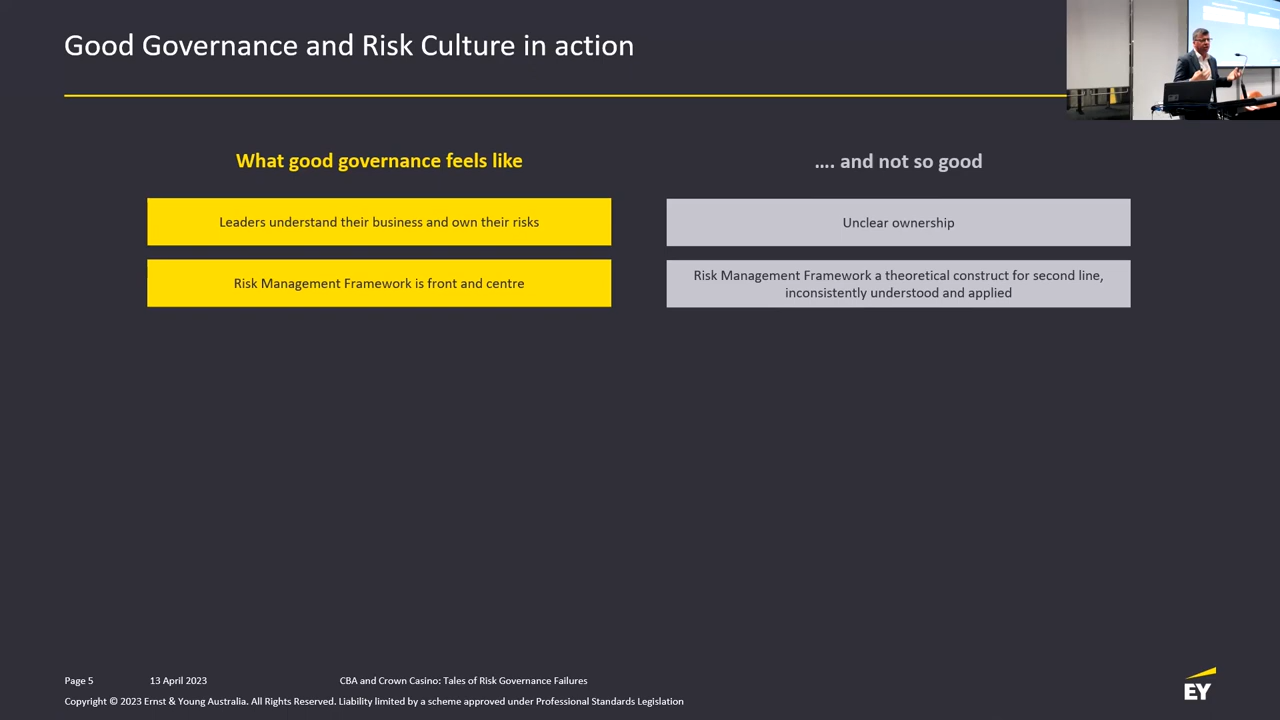 Good Governance and Risk Culture in action
What good governance feels like
…. and not so good
Leaders understand their business and own their risks
Unclear ownership
Risk Management Framework is front and centre
Risk Management Framework a theoretical construct for second line,
inconsistently understood and applied
Page 5
13 April 2023
CBA and Crown Casino: Tales of Risk Governance Failures
Copyright © 2023 Ernst & Young Australia. All Rights Reserved. Liability limited by a scheme approved under Professional Standards Legislation
EY